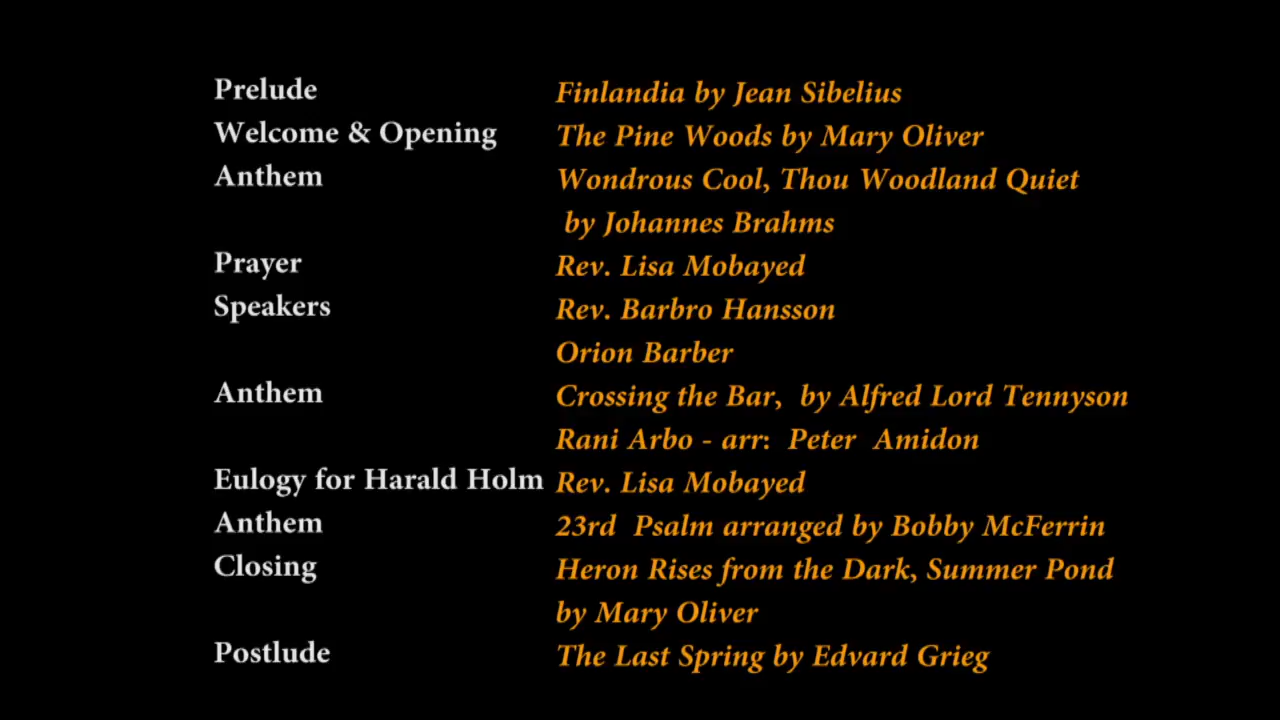 Prelude Finlandia by Jean Sibelius
Welcome & Opening The Pine Woods by Mary Oliver
Anthem Wondrous Cool, Thou Woodland Quiet
by Johannes Brahms
Prayer Rev. Lisa Mobayed
Speakers Rev. Barbro Hansson
Orion Barber
Anthem Crossing the Bar, by Alfred Lord Tennyson
Rani Arbo - arr: Peter Amidon
Eulogy for Harald Holm Rev. Lisa Mobayed
Anthem 23rd Psalm arranged by Bobby McFerrin
Closing Heron Rises from the Dark, Summer Pond
by Mary Oliver
Postlude The Last Spring by Edvard Grieg